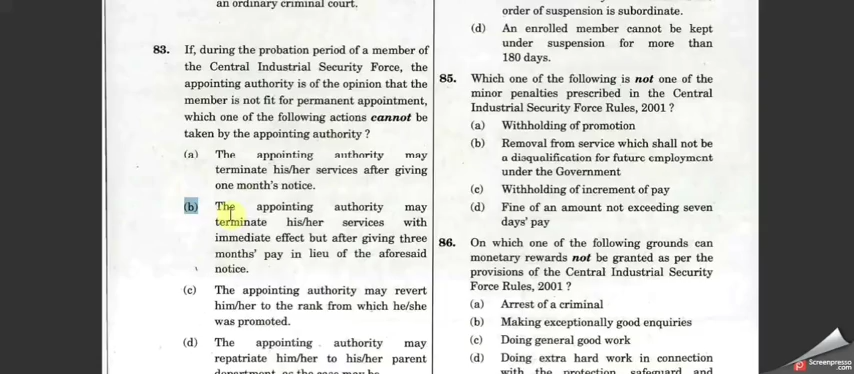 an ordinary criminal court.
83. If, during the probation period of a member of
the Central Industrial Security Force, the
appointing authority is of the opinion that the
member is not fit for permanent appointment,
which one of the following actions cannot be
taken by the appointing authority ?
(a) The appointing authority may
terminate his/her services after giving
one month's notice.
(b) The appointing authority may
terminate his/her services with
immediate effect but after giving three
months' pay in lieu of the aforesaid
notice.
(c) The appointing authority may revert
him/her to the rank from which he/she
was promoted.
(d) The appointing authority may
repatriate him/her to his/her parent
department, as the case may be.
order of suspension is subordinate.
(d) An enrolled member cannot be kept
under suspension for more than
180 days.
85. Which one of the following is not one of the
minor penalties prescribed in the Central
Industrial Security Force Rules, 2001 ?
(a) Withholding of promotion
(b) Removal from service which shall not be
a disqualification for future employment
under the Government
(c) Withholding of increment of pay
(d) Fine of an amount not exceeding seven
days' pay
86. On which one of the following grounds can
monetary rewards not be granted as per the
provisions of the Central Industrial Security
Force Rules, 2001 ?
(a) Arrest of a criminal
(b) Making exceptionally good enquiries
(c) Doing general good work
(d) Doing extra hard work in connection
with the protection, safeguard and
Screenpresso